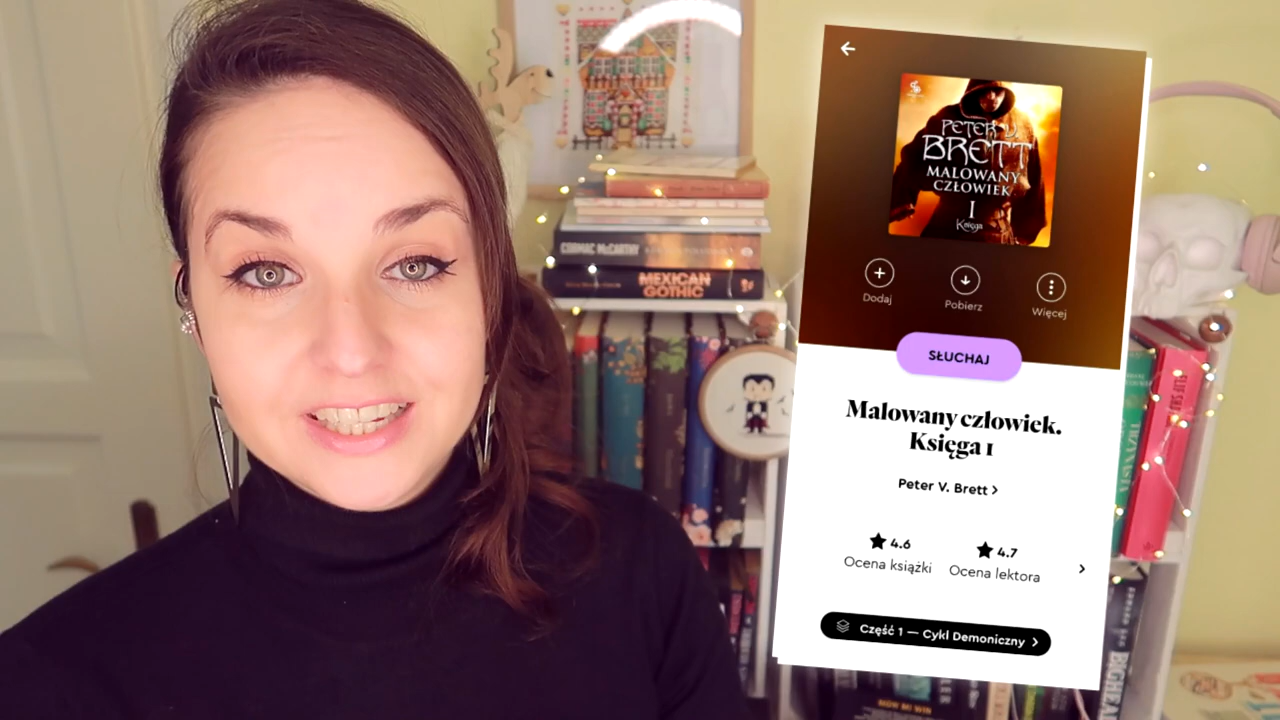 CORMAC McCARTHY
MEXICAN
GOTHIC
PETER V.
BRETT
MALOWANY
CZŁOWIEK
I
Księga
Dodaj
Pobierz
Więcej
SŁUCHAJ
Malowany człowiek.
Księga 1
Peter V. Brett
4.6
Ocena książki
4.7
Ocena lektora
Część 1 — Cykl Demoniczny